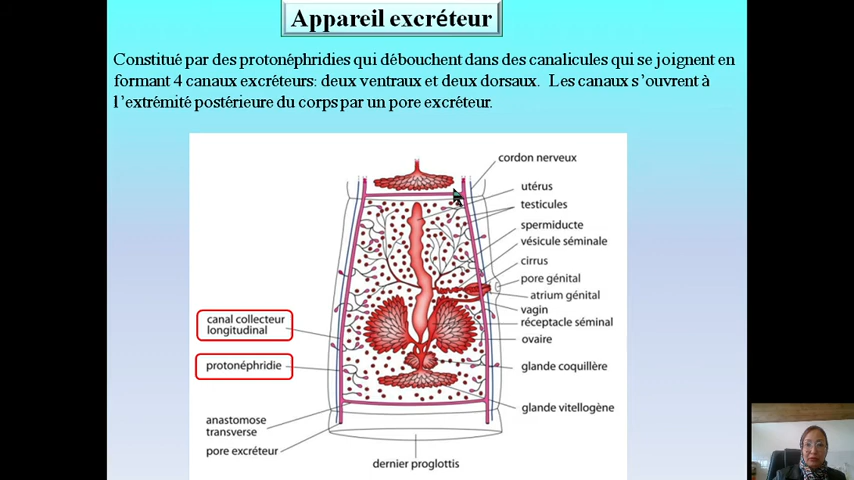 Appareil excréteur
Constitué par des protonéphridies qui débouchent dans des canalicules qui se joignent en
formant 4 canaux excréteurs: deux ventraux et deux dorsaux. Les canaux s'ouvrent à
l'extrémité postérieure du corps par un pore excréteur.
cordon nerveux
utérus
testicules
spermiducte
vésicule séminale
cirrus
pore génital
atrium génital
vagin
réceptacle séminal
ovaire
glande coquillère
glande vitellogène
canal collecteur
longitudinal
protonéphridie
anastomose
transverse
pore excréteur
dernier proglottis